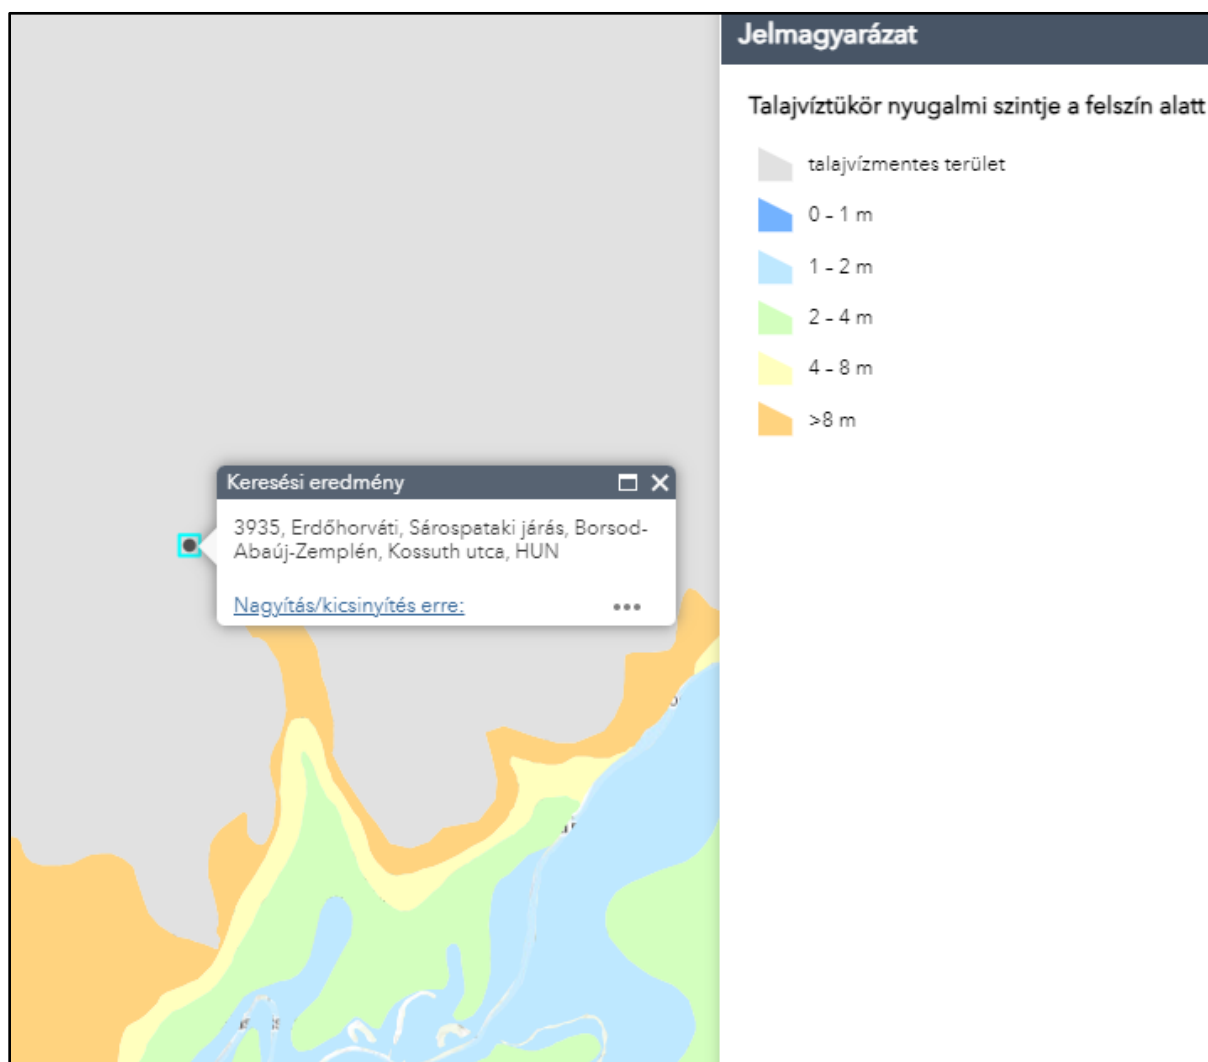 Jelmagyarázat
Talajvíztükör nyugalmi szintje a felszín alatt
talajvízmentes terület
0 - 1 m
1 - 2 m
2 - 4 m
4 - 8 m
>8 m
Keresési eredmény
3935, Erdőhorváti, Sárospataki járás, Borsod-
Abaúj-Zemplén, Kossuth utca, HUN
Nagyítás/kicsinyítés erre: